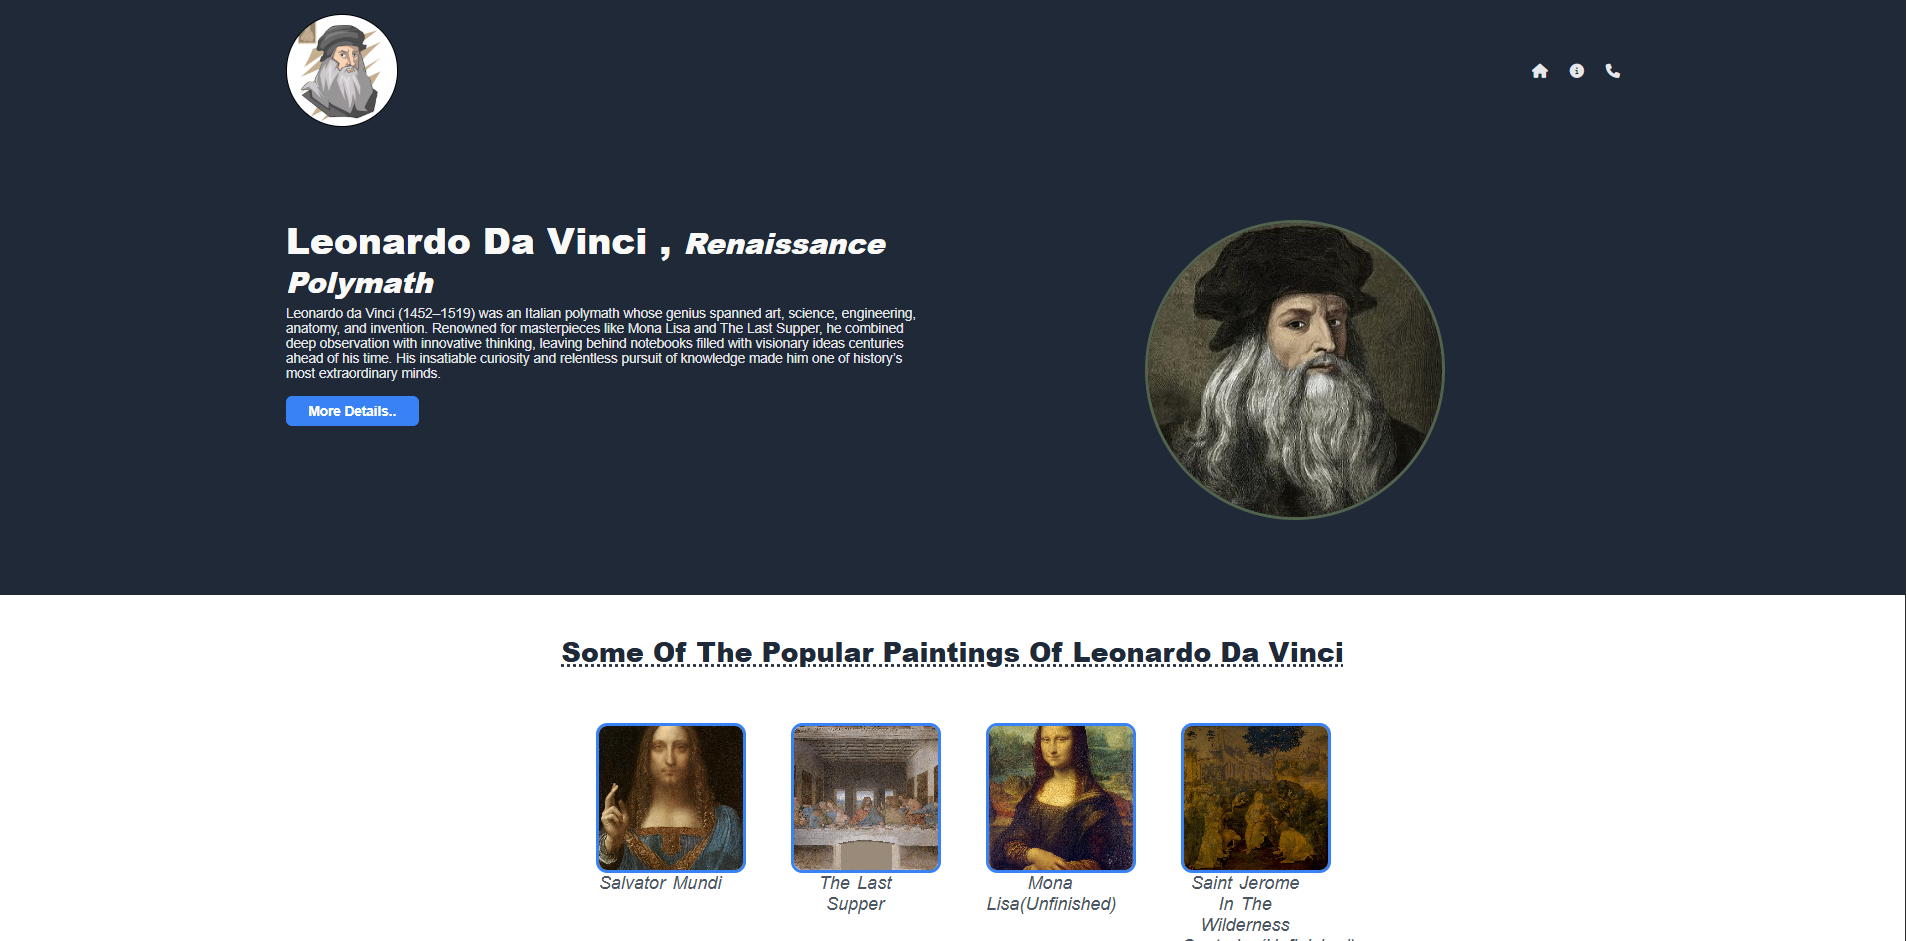 Leonardo Da Vinci , Renaissance
Polymath
Leonardo da Vinci (1452–1519) was an Italian polymath whose genius spanned art, science, engineering,
anatomy, and invention. Renowned for masterpieces like Mona Lisa and The Last Supper, he combined
deep observation with innovative thinking, leaving behind notebooks filled with visionary ideas centuries
ahead of his time. His insatiable curiosity and relentless pursuit of knowledge made him one of history’s
most extraordinary minds.
More Details..
Some Of The Popular Paintings Of Leonardo Da Vinci
Salvator Mundi
The Last
Supper
Mona
Lisa(Unfinished)
Saint Jerome
In The
Wilderness